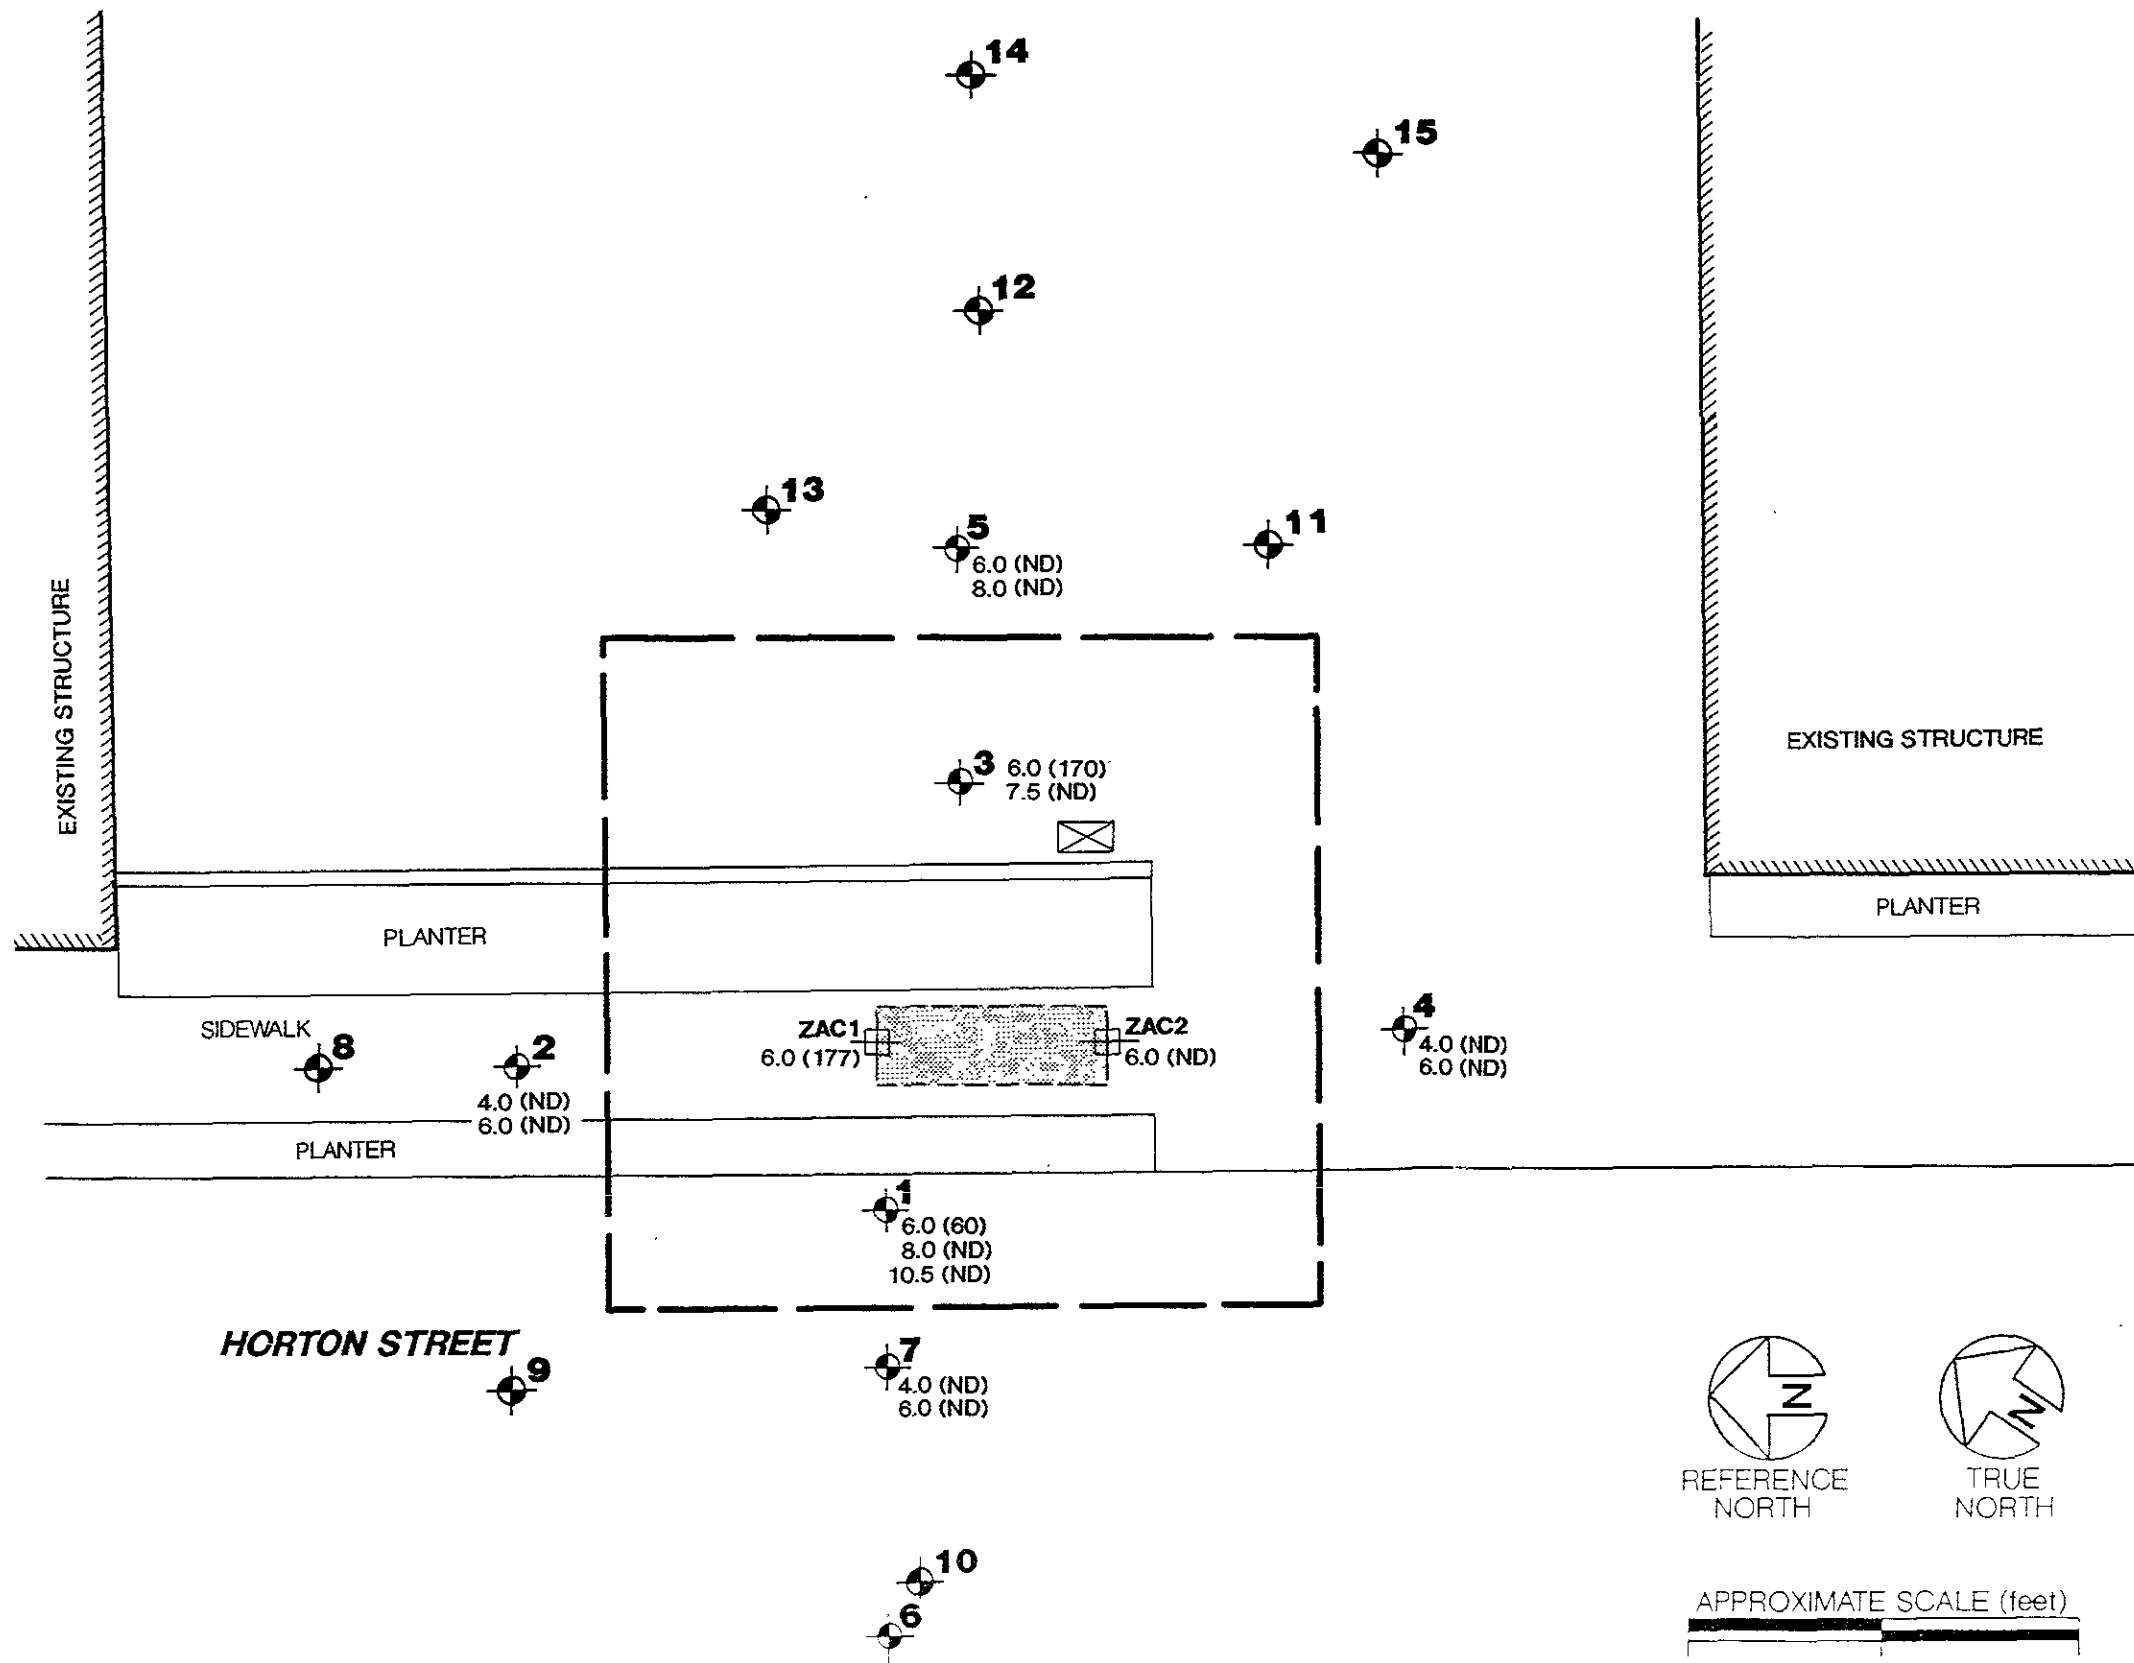 14
15
12
13
5
6.0 (ND)
8.0 (ND)
11
EXISTING STRUCTURE
EXISTING STRUCTURE
3
6.0 (170)
7.5 (ND)
PLANTER
PLANTER
SIDEWALK
8
2
4.0 (ND)
6.0 (ND)
ZAC1
6.0 (177)
ZAC2
6.0 (ND)
4
4.0 (ND)
6.0 (ND)
PLANTER
1
6.0 (60)
8.0 (ND)
10.5 (ND)
HORTON STREET
9
7
4.0 (ND)
6.0 (ND)
N
REFERENCE
NORTH
N
TRUE
NORTH
10
6
APPROXIMATE SCALE (feet)